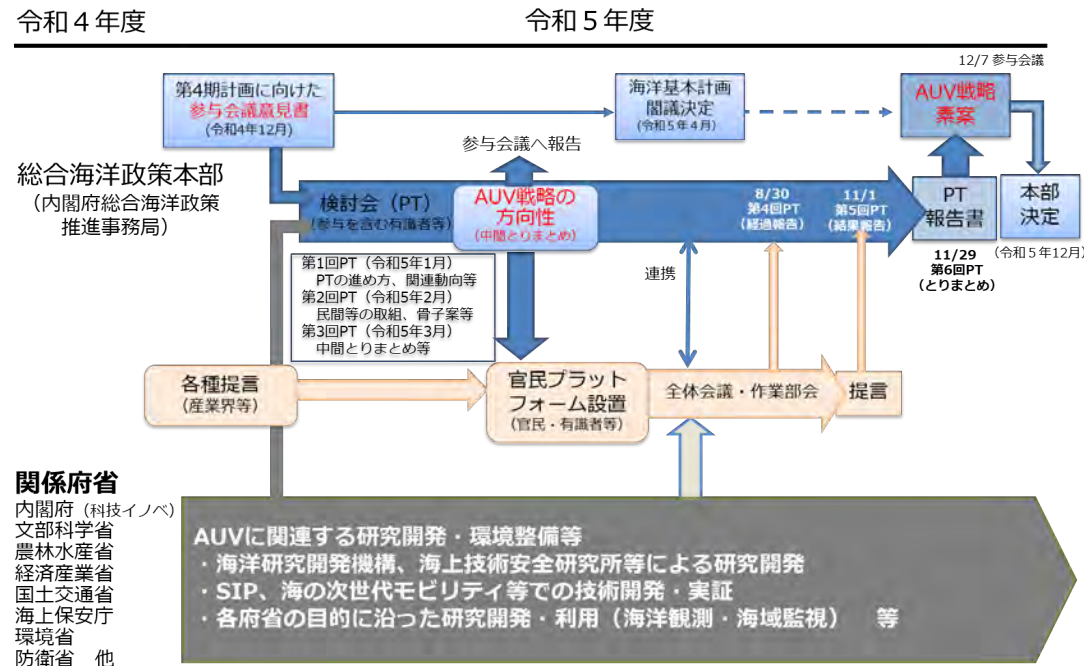 令和４年度
令和５年度
12/7 参与会議
第4期計画に向けた
参与会議意見書
(令和4年12月)
海洋基本計画
閣議決定
(令和５年４月)
AUV戦略
素案
参与会議へ報告
総合海洋政策本部
（内閣府総合海洋政策
推進事務局）
検討会（PT）
(参与を含む有識者等)
AUV戦略の
方向性
(中間とりまとめ)
8/30
第4回PT
(経過報告)
11/1
第5回PT
(結果報告)
PT
報告書
本部
決定
(令和５年12月)
11/29
第6回PT
(とりまとめ)
第1回PT（令和5年1月）
PTの進め方、関連動向等
第2回PT（令和5年2月）
民間等の取組、骨子案等
第3回PT（令和5年3月）
中間とりまとめ等
連携
各種提言
(産業界等)
官民プラット
フォーム設置
(官民・有識者等)
全体会議・作業部会
提言
関係府省
内閣府（科技イノベ）
文部科学省
農林水産省
経済産業省
国土交通省
海上保安庁
環境省
防衛省　他
AUVに関連する研究開発・環境整備等
・海洋研究開発機構、海上技術安全研究所等による研究開発
・SIP、海の次世代モビリティ等での技術開発・実証
・各府省の目的に沿った研究開発・利用（海洋観測・海域監視）　等